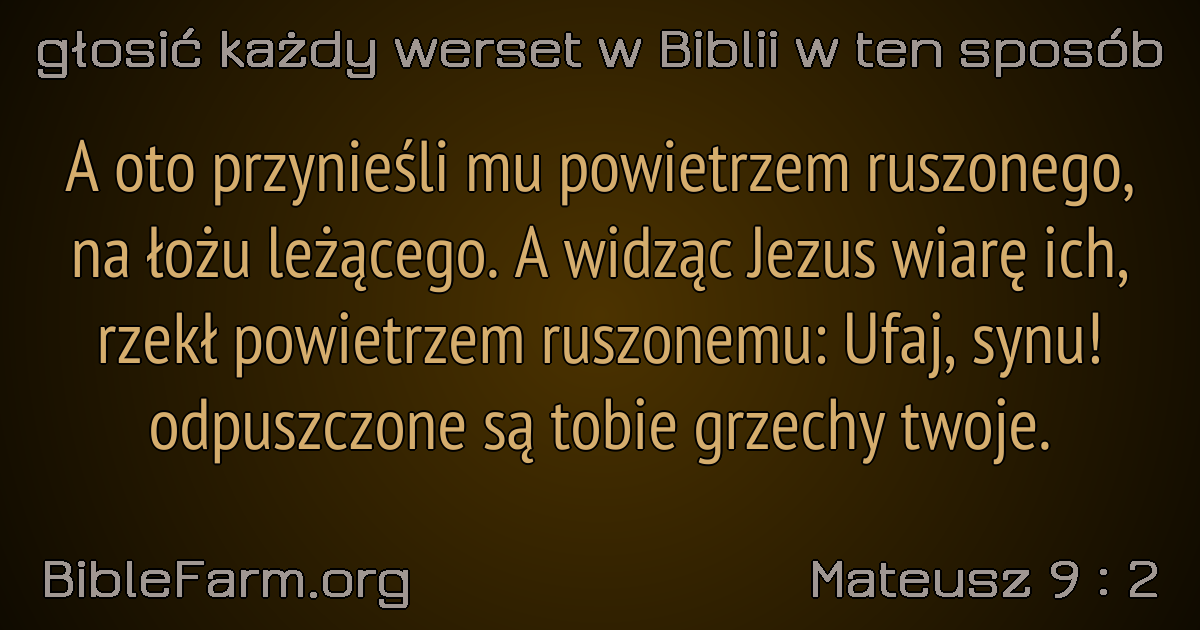 głosić każdy werset w Biblii w ten sposób
A oto przynieśli mu powietrzem ruszonego,
na łożu leżącego. A widząc Jezus wiarę ich,
rzekł powietrzem ruszonemu: Ufaj, synu!
odpuszczone są tobie grzechy twoje.
BibleFarm.org
Mateusz 9 : 2